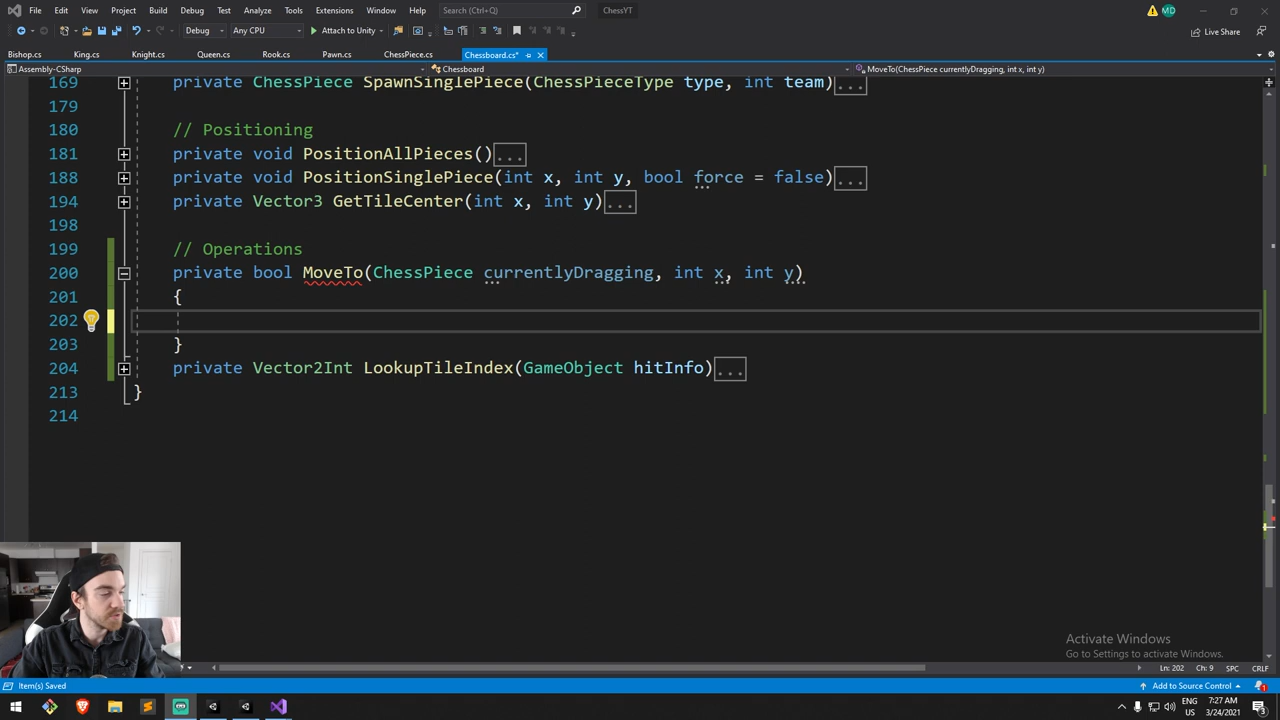 File Edit View Project Build Debug Test Analyze Tools Extensions Window Help Search (Ctrl+Q) ChessYT MD
Debug Any CPU Attach to Unity Live Share
Bishop.cs King.cs Knight.cs Queen.cs Rook.cs Pawn.cs ChessPiece.cs Chessboard.cs*
Assembly-CSharp Chessboard MoveTo(ChessPiece currentlyDragging, int x, int y)
169 private ChessPiece SpawnSinglePiece(ChessPieceType type, int team)...
179
180 // Positioning
181 private void PositionAllPieces()...
188 private void PositionSinglePiece(int x, int y, bool force = false)...
194 private Vector3 GetTileCenter(int x, int y)...
198
199 // Operations
200 private bool MoveTo(ChessPiece currentlyDragging, int x, int y)
201 {
202
203 }
204 private Vector2Int LookupTileIndex(GameObject hitInfo)...
213 }
214
Activate Windows
Go to Settings to activate Windows.
Ln: 202 Ch: 9 SPC CRLF
Item(s) Saved Add to Source Control 1
ENG 7:27 AM
US 3/24/2021 3